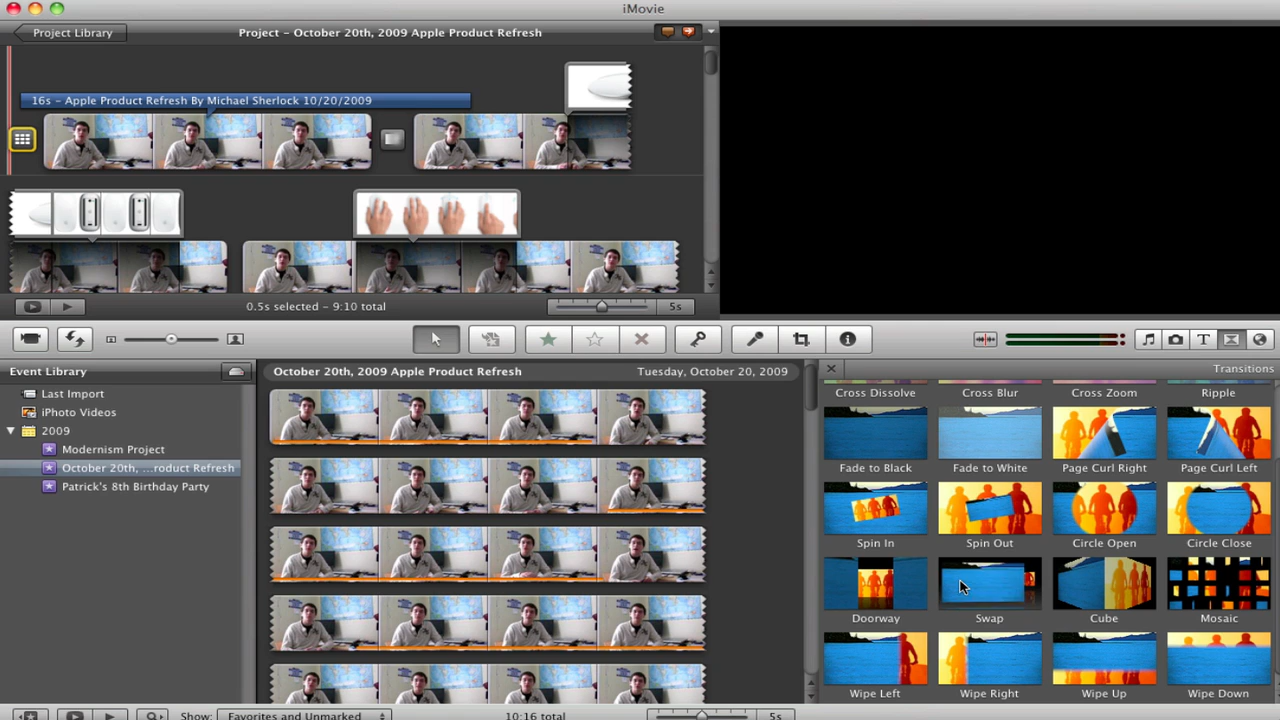 iMovie
Project Library
Project – October 20th, 2009 Apple Product Refresh
16s – Apple Product Refresh By Michael Sherlock 10/20/2009
0.5s selected – 9:10 total
5s
Event Library
October 20th, 2009 Apple Product Refresh
Tuesday, October 20, 2009
Transitions
Last Import
iPhoto Videos
2009
Modernism Project
October 20th, ...roduct Refresh
Patrick's 8th Birthday Party
Cross Dissolve
Cross Blur
Cross Zoom
Ripple
Fade to Black
Fade to White
Page Curl Right
Page Curl Left
Spin In
Spin Out
Circle Open
Circle Close
Doorway
Swap
Cube
Mosaic
Wipe Left
Wipe Right
Wipe Up
Wipe Down
Show: Favorites and Unmarked
10:16 total
5s